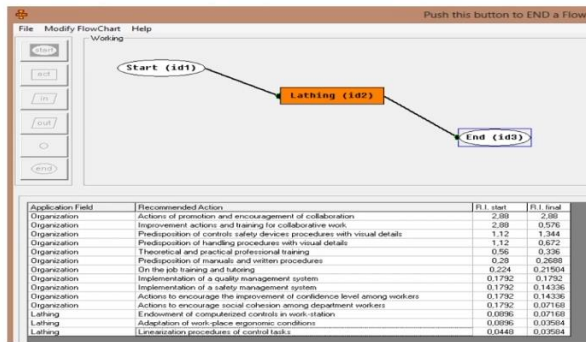 Push this button to END a Flow
File Modify FlowChart Help
Working
start
Start (id1)
act
Lathing (id2)
in
out
End (id3)
end
Application Field Recommended Action R.I. start R.I. final
Organization Actions of promotion and encouragement of collaboration 2,88 2,88
Organization Improvement actions and training for collaborative work 2,88 0,576
Organization Predisposition of controls safety devices procedures with visual details 1,12 1,344
Organization Predisposition of handling procedures with visual details 1,12 0,672
Organization Theoretical and practical professional training 0,56 0,336
Organization Predisposition of manuals and written procedures 0,28 0,2688
Organization On the job training and tutoring 0,224 0,21504
Organization Implementation of a quality management system 0,1792 0,17203
Organization Implementation of a safety management system 0,1792 0,14336
Organization Actions to encourage the improvement of confidence level among workers 0,1792 0,14336
Organization Actions to encourage social cohesion among department workers 0,1792 0,07168
Lathing Endowment of computerized controls in work-station 0,0896 0,07168
Lathing Adaptation of work-place ergonomic conditions 0,0896 0,03584
Lathing Linearization procedures of control tasks 0,0448 0,03584